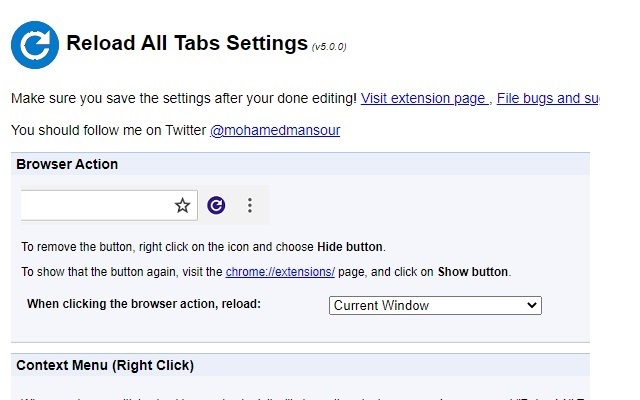 Reload All Tabs Settings (v5.0.0)
Make sure you save the settings after your done editing! Visit extension page , File bugs and su
You should follow me on Twitter @mohamedmansour
Browser Action
To remove the button, right click on the icon and choose Hide button.
To show that the button again, visit the chrome://extensions/ page, and click on Show button.
When clicking the browser action, reload: Current Window
Context Menu (Right Click)